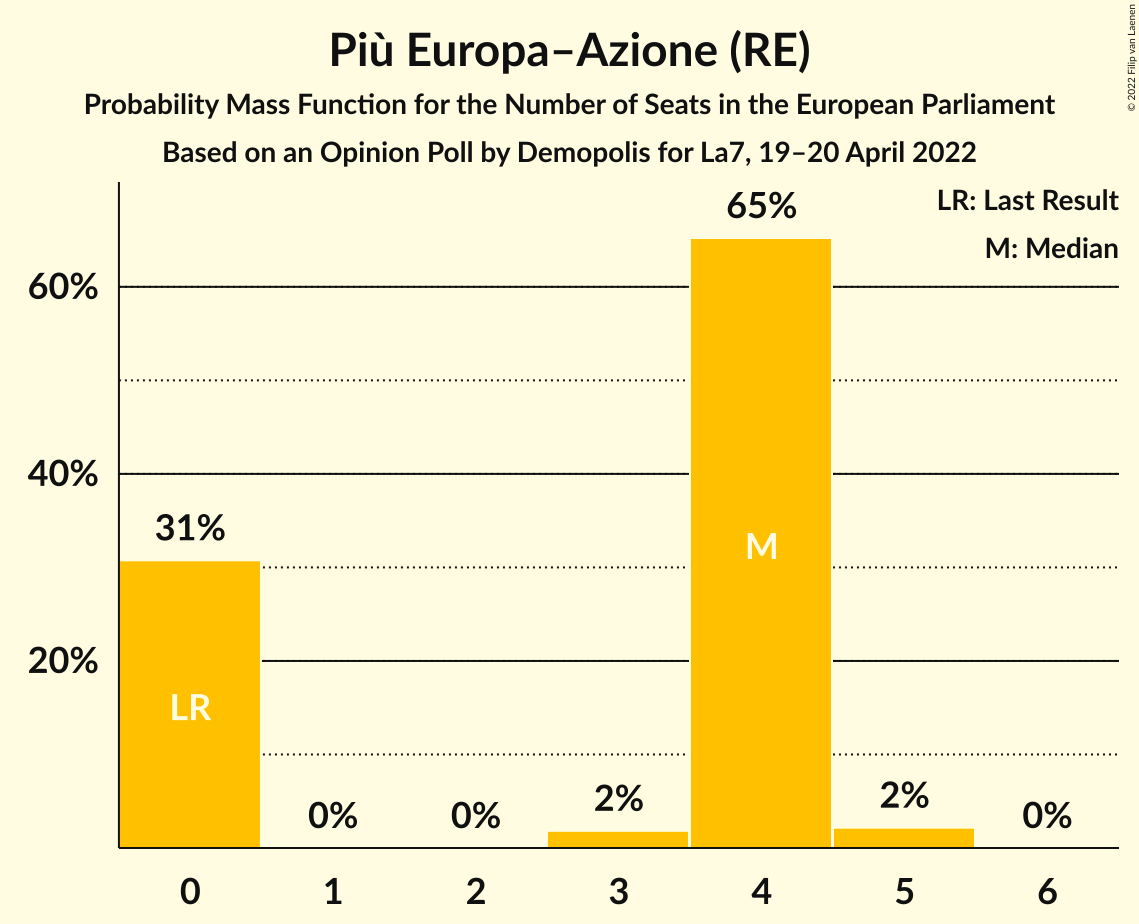 Più Europa–Azione (RE)
Probability Mass Function for the Number of Seats in the European Parliament
Based on an Opinion Poll by Demopolis for La7, 19–20 April 2022
© 2022 Filip van Laenen
LR: Last Result
M: Median
65%
60%
40%
31%
M
20%
LR
0%
0%
2%
2%
0%
0
1
2
3
4
5
6